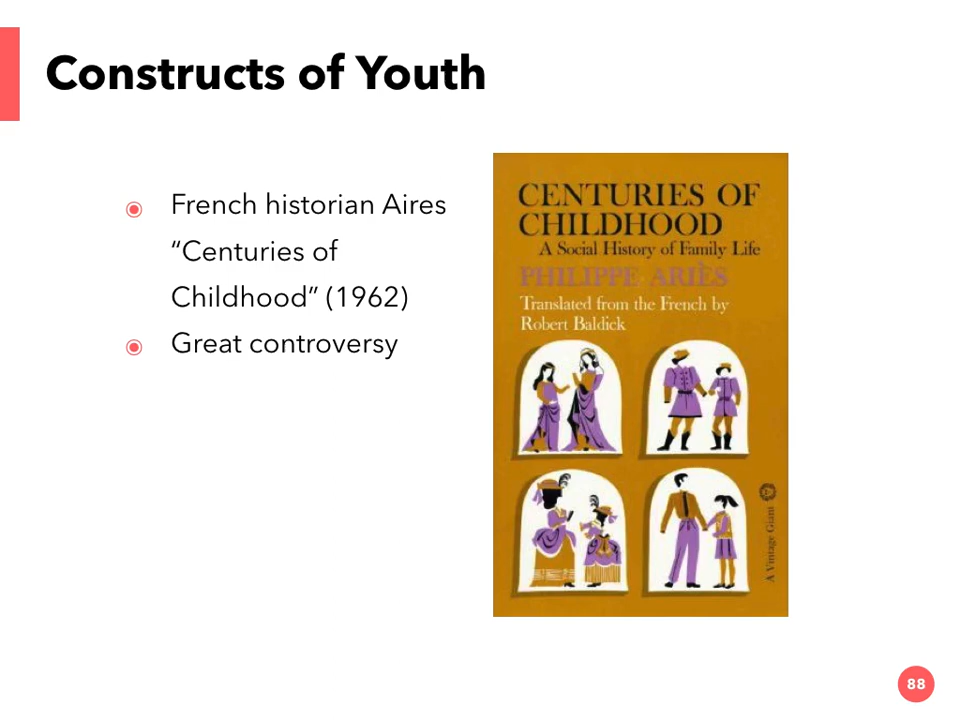 Constructs of Youth
◉ French historian Aires
“Centuries of
Childhood” (1962)
◉ Great controversy
CENTURIES OF
CHILDHOOD
A Social History of Family Life
PHILIPPE ARIÈS
Translated from the French by
Robert Baldick
A Vintage Giant
88